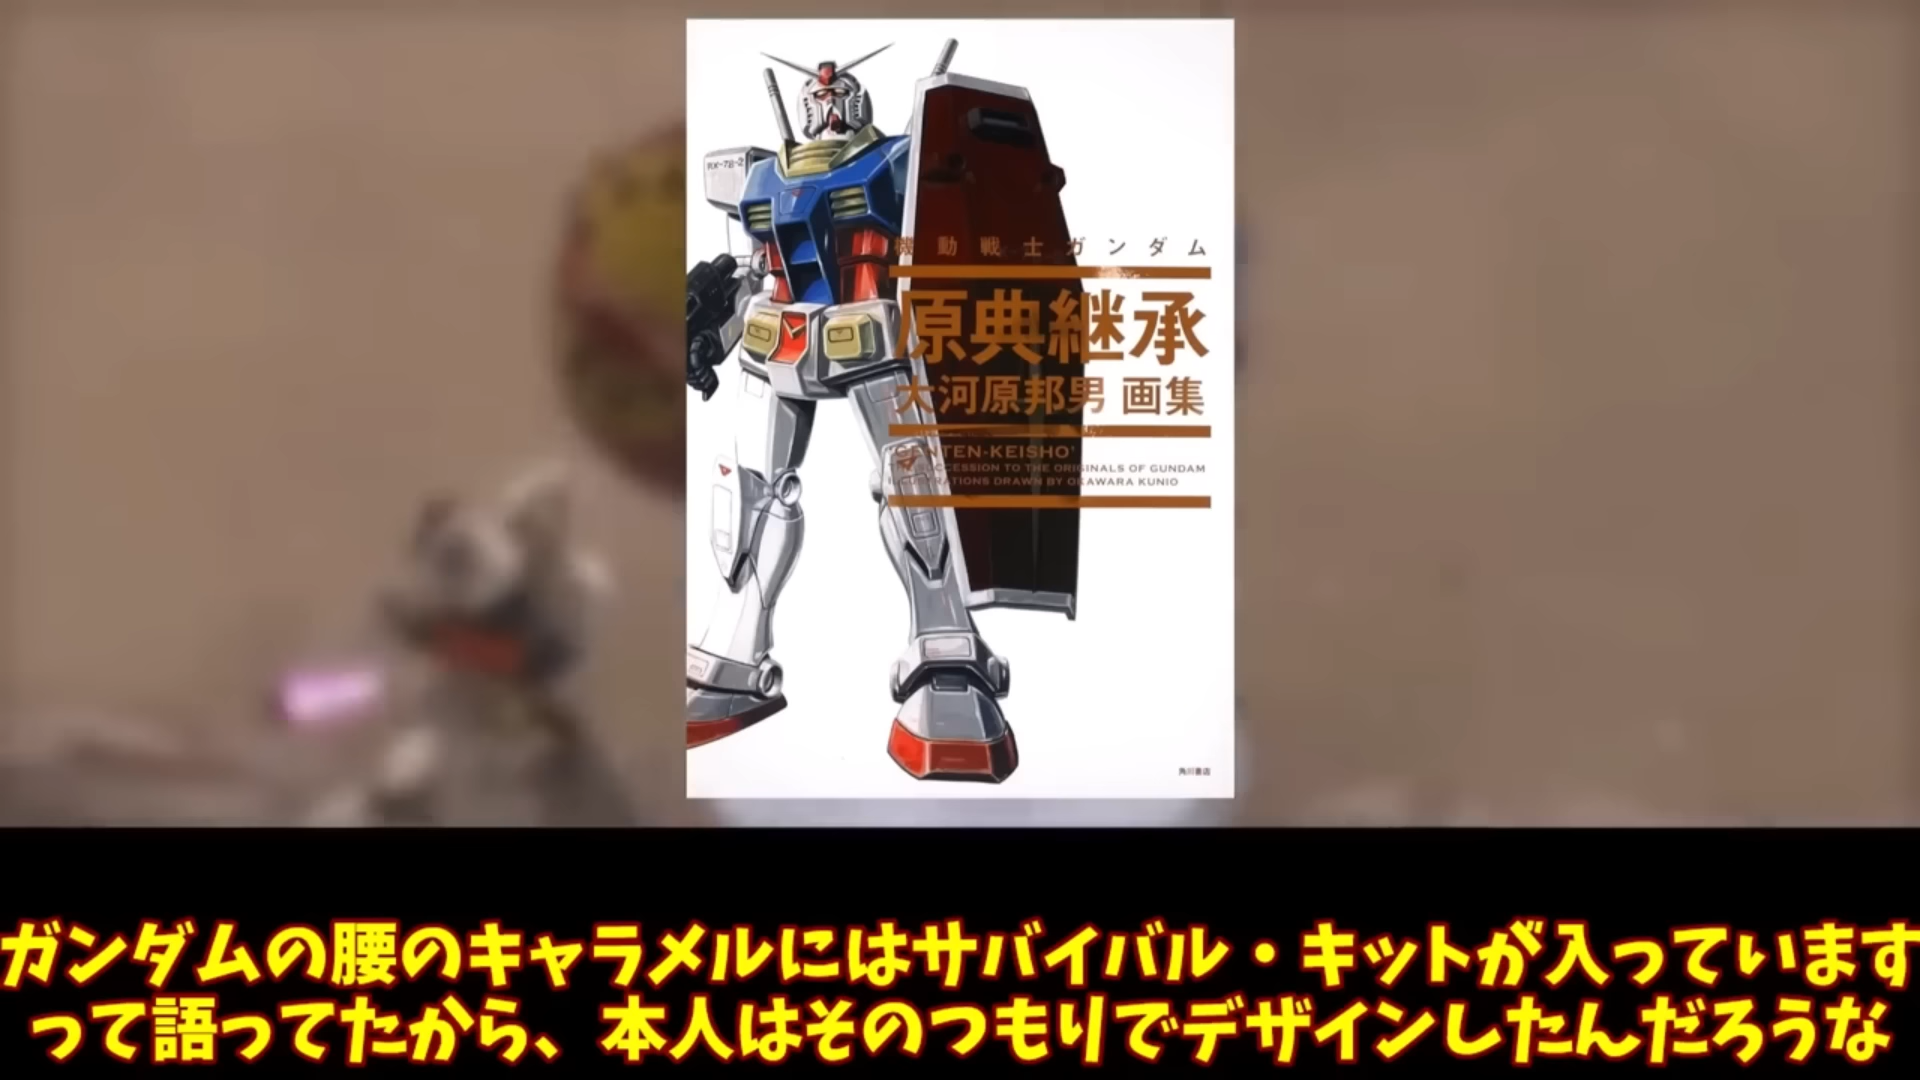 RX-78-2
機動戦士ガンダム
原典継承
大河原邦男 画集
'GENTEN-KEISHO'
SUCCESSION TO THE ORIGINALS OF GUNDAM
ILLUSTRATIONS DRAWN BY OKAWARA KUNIO
角川書店
ガンダムの腰のキャラメルにはサバイバル・キットが入っています
って語ってたから、本人はそのつもりでデザインしたんだろうな